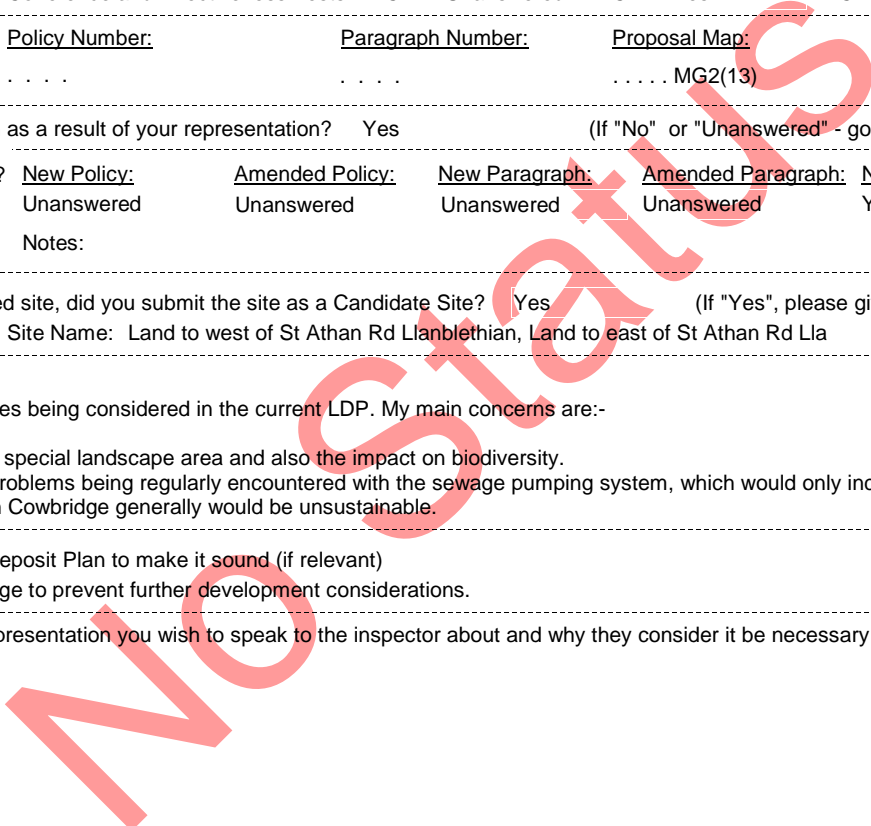 Policy Number: Paragraph Number: Proposal Map:
. . . . . . . . . . . . . MG2(13)
as a result of your representation? Yes (If "No" or "Unanswered" - go
? New Policy: Amended Policy: New Paragraph: Amended Paragraph: N
Unanswered Unanswered Unanswered Unanswered Y
Notes:
ed site, did you submit the site as a Candidate Site? Yes (If "Yes", please gi
Site Name: Land to west of St Athan Rd Llanblethian, Land to east of St Athan Rd Lla
es being considered in the current LDP. My main concerns are:-
special landscape area and also the impact on biodiversity.
roblems being regularly encountered with the sewage pumping system, which would only inc
n Cowbridge generally would be unsustainable.
eposit Plan to make it sound (if relevant)
ge to prevent further development considerations.
presentation you wish to speak to the inspector about and why they consider it be necessary
No Status